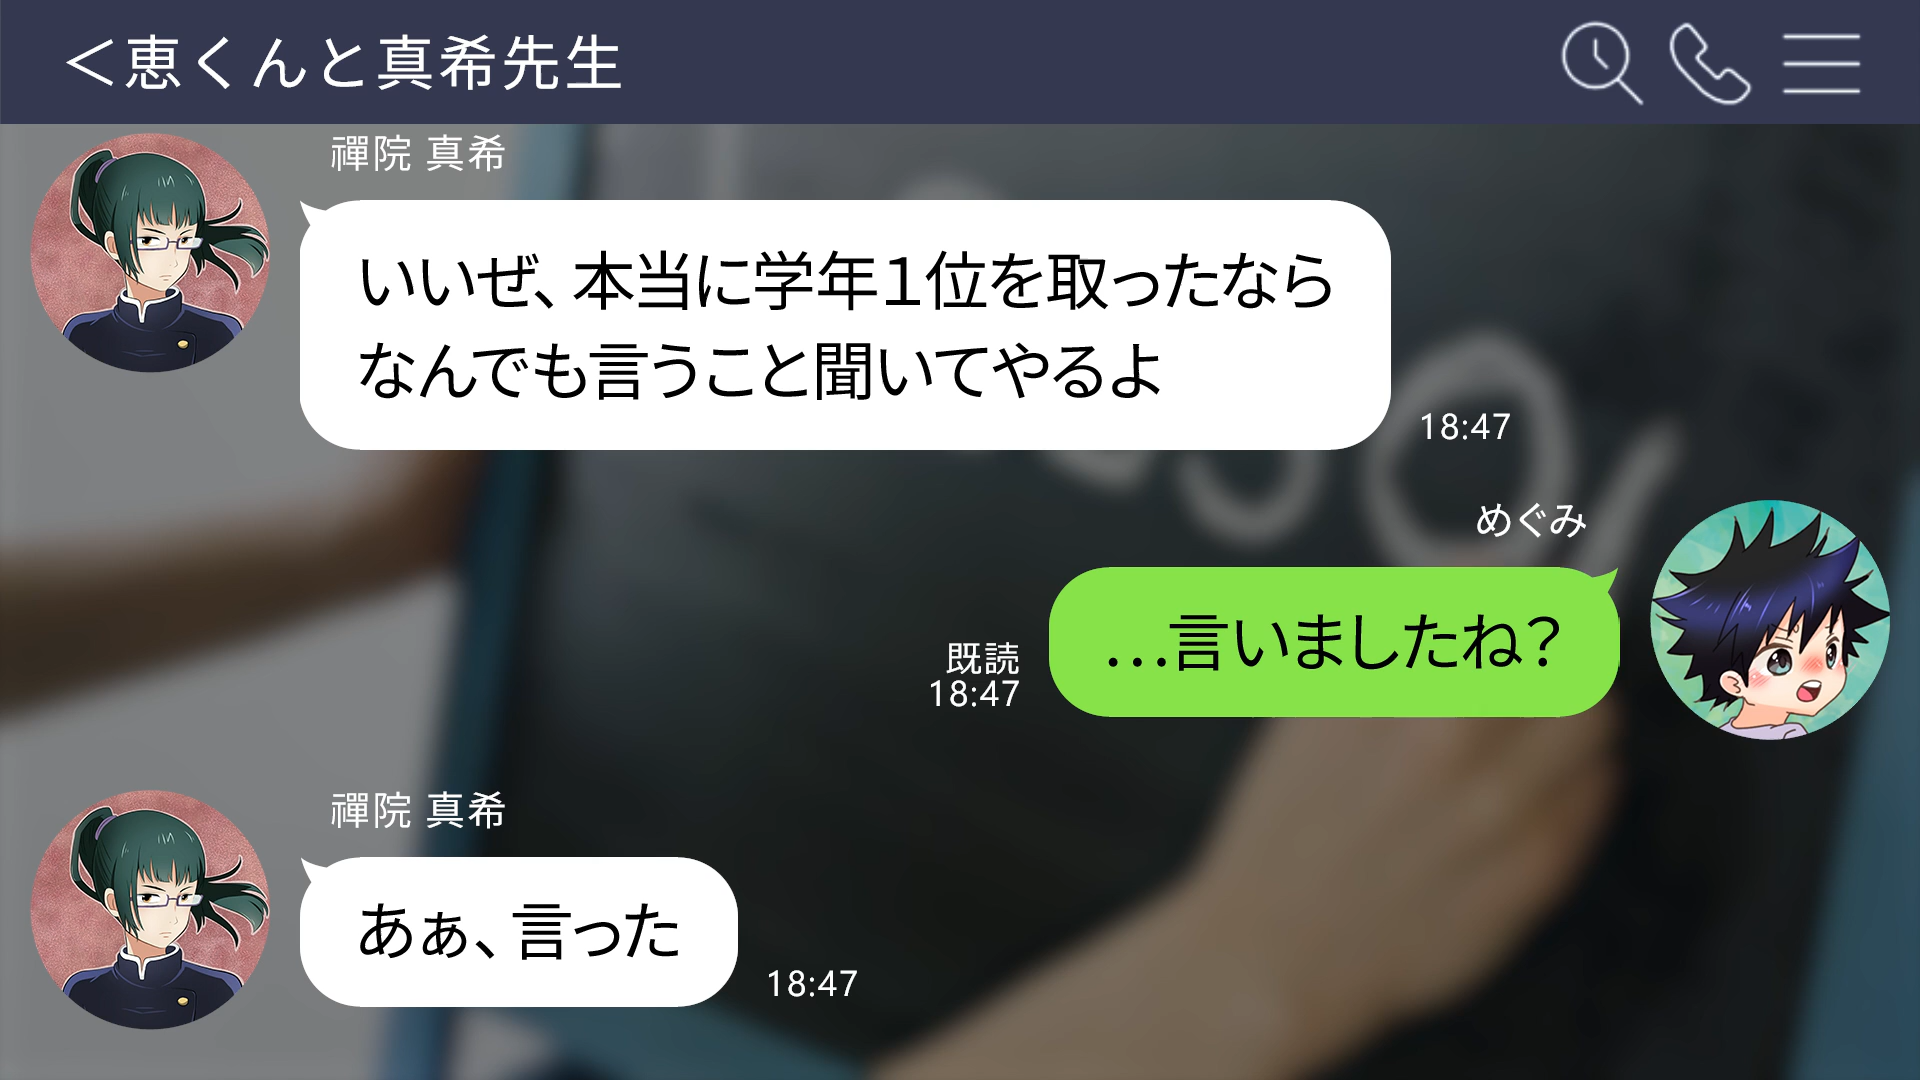 ＜恵くんと真希先生
禪院 真希
いいぜ、本当に学年１位を取ったなら
なんでも言うこと聞いてやるよ
18:47
めぐみ
…言いましたね？
既読
18:47
禪院 真希
あぁ、言った
18:47